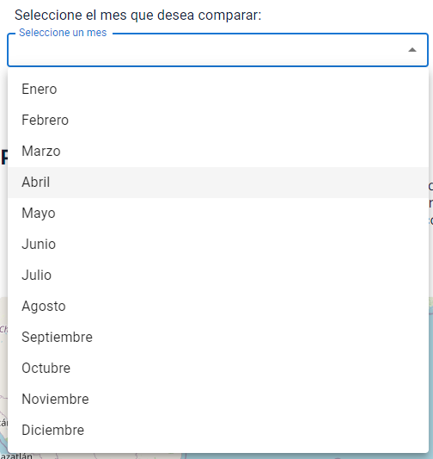 Seleccione el mes que desea comparar:
Seleccione un mes
Enero
Febrero
Marzo
Abril
Mayo
Junio
Julio
Agosto
Septiembre
Octubre
Noviembre
Diciembre